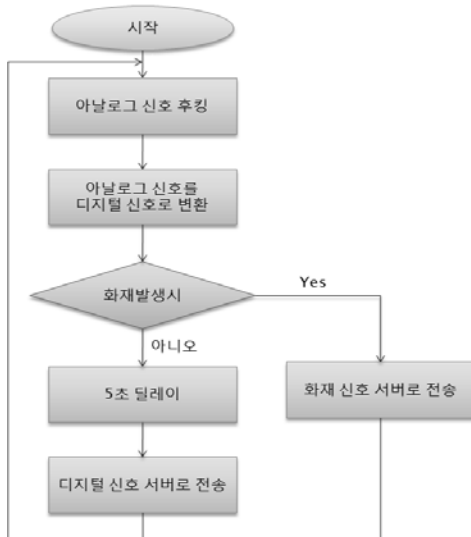 시작
아날로그 신호 후킹
아날로그 신호를
디지털 신호로 변환
화재발생시
Yes
아니오
5초 딜레이
화재 신호 서버로 전송
디지털 신호 서버로 전송